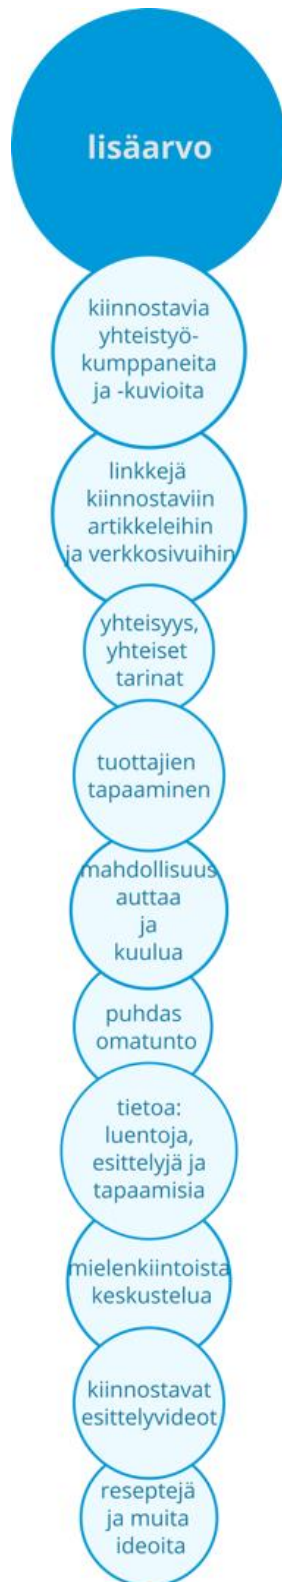 lisäarvo
kiinnostavia
yhteistyö-
kumppaneita
ja -kuvioita
linkkejä
kiinnostaviin
artikkeleihin
ja verkkosivuihin
yhteisyys,
yhteiset
tarinat
tuottajien
tapaaminen
mahdollisuus
auttaa
ja
kuulua
puhdas
omatunto
tietoa:
luentoja,
esittelyjä ja
tapaamisia
mielenkiintoista
keskustelua
kiinnostavat
esittelyvideot
reseptejä
ja muita
ideoita